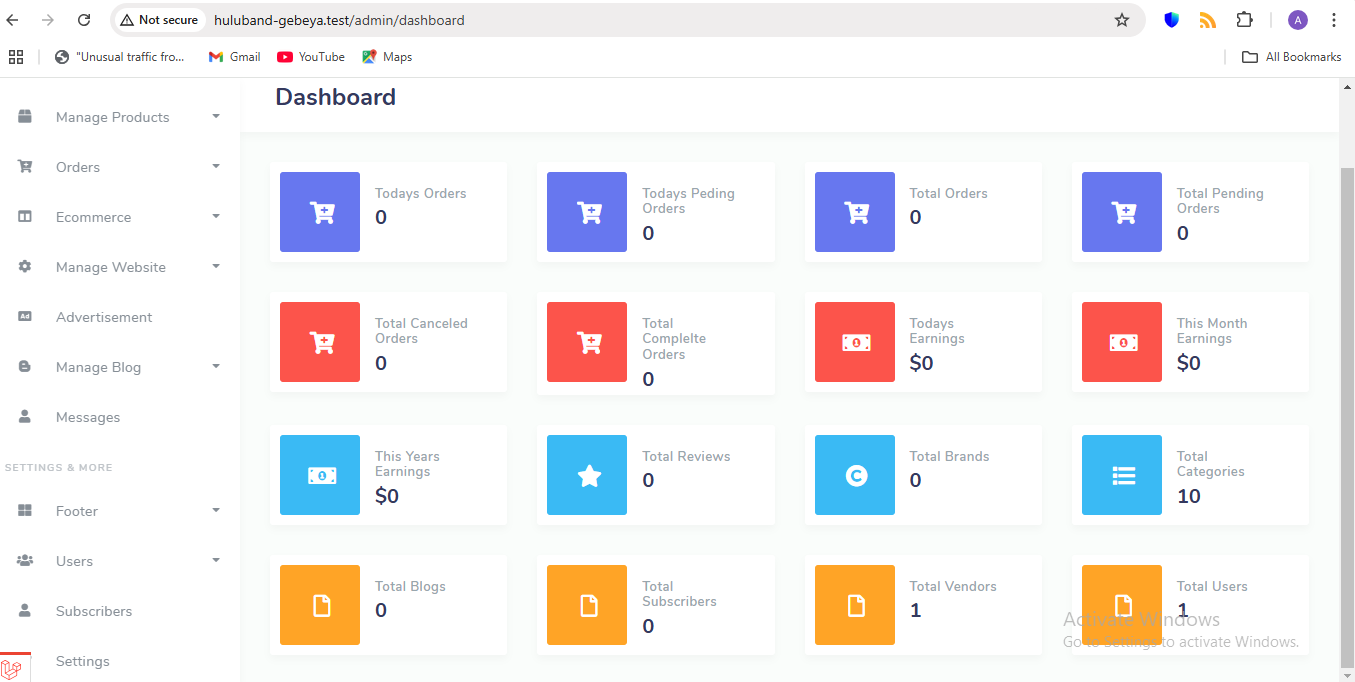 Not secure
huluband-gebeya.test/admin/dashboard
A
"Unusual traffic fro...
Gmail
YouTube
Maps
All Bookmarks
Manage Products
Orders
Ecommerce
Manage Website
Ad
Advertisement
Manage Blog
Messages
SETTINGS & MORE
Footer
Users
Subscribers
Settings
Dashboard
Todays Orders
0
Todays Peding
Orders
0
Total Orders
0
Total Pending
Orders
0
Total Canceled
Orders
0
Total
Complelte
Orders
0
Todays
Earnings
$0
This Month
Earnings
$0
This Years
Earnings
$0
Total Reviews
0
Total Brands
0
Total
Categories
10
Total Blogs
0
Total
Subscribers
0
Total Vendors
1
Total Users
1
Activate Windows
Go to Settings to activate Windows.